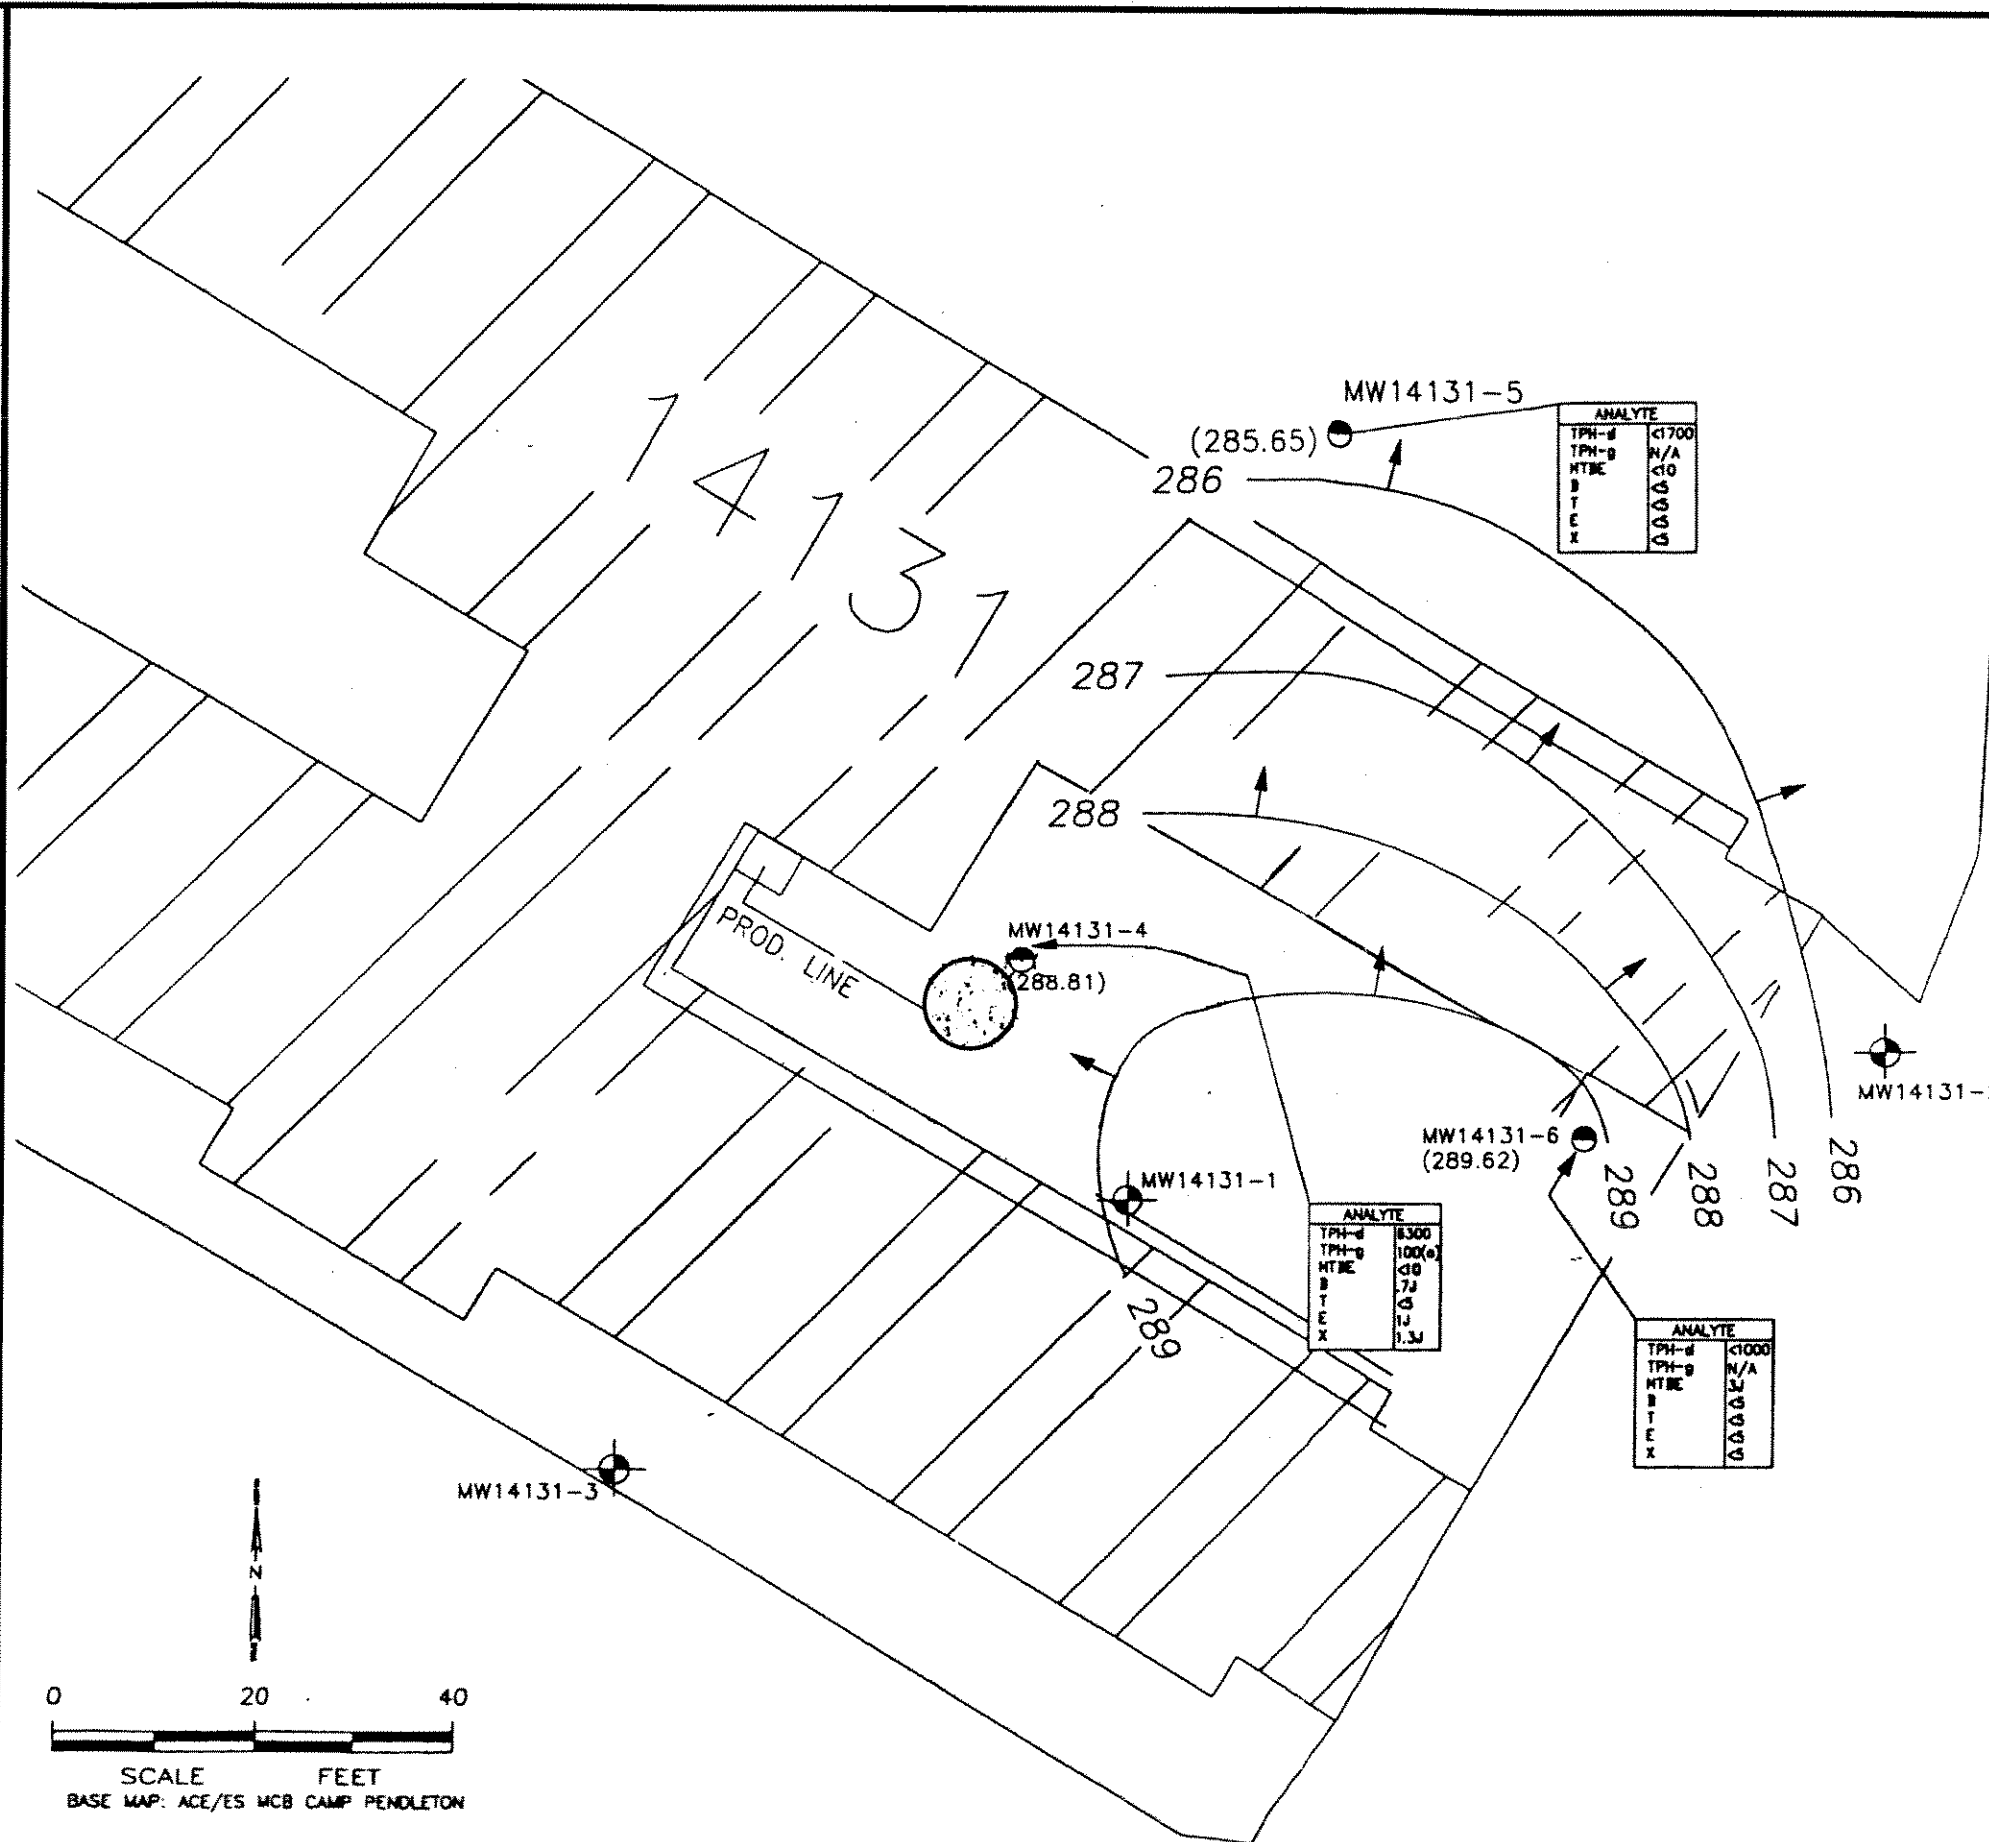 14131
MW14131-5
(285.65)
286
ANALYTE
TPH-d <1700
TPH-g N/A
MTBE <10
B <5
T <5
E <5
X <5
287
288
MW14131-4
(288.81)
PROD. LINE
MW14131-
MW14131-6
(289.62)
289
288
287
286
MW14131-1
289
ANALYTE
TPH-d
TPH-g 100(a)
MTBE <10
B .7J
T <5
E 1J
X 1.3J
ANALYTE
TPH-d <1000
TPH-g N/A
MTBE 3J
B <5
T <5
E <5
X <5
MW14131-3
N
0 20 40
SCALE FEET
BASE MAP: ACE/ES MCB CAMP PENDLETON